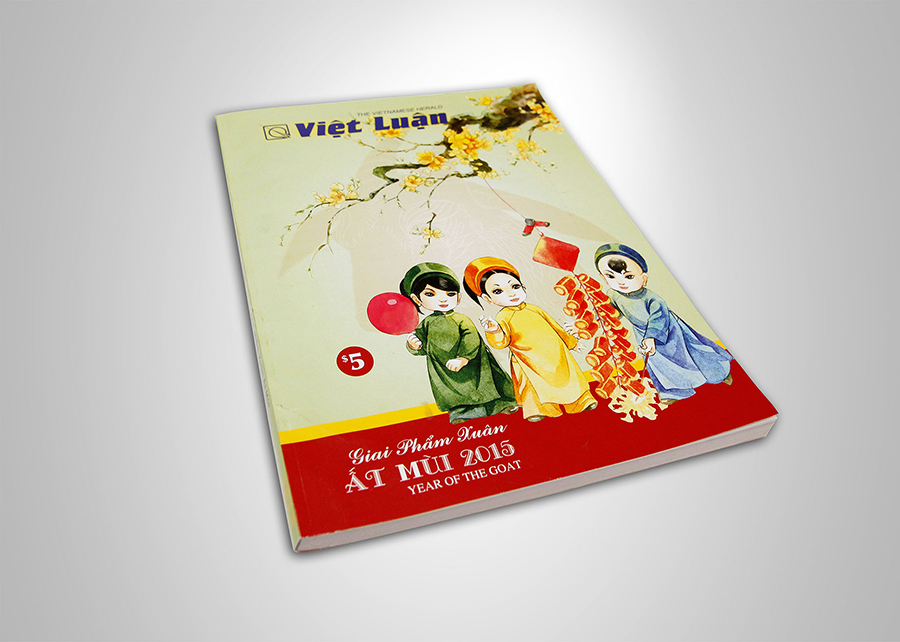 THE VIETNAMESE HERALD
Việt Luận
$5
Giai Phẩm Xuân
ẤT MÙI 2015
YEAR OF THE GOAT